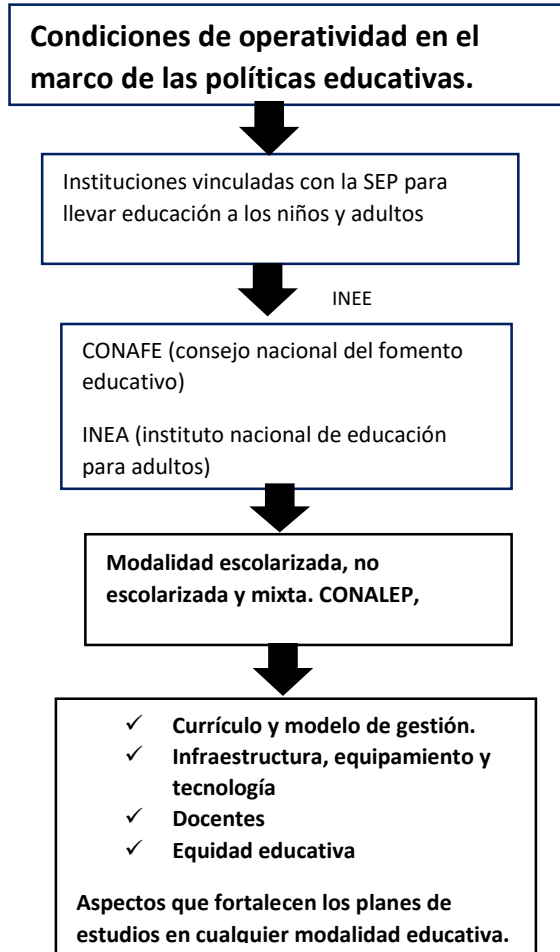 Condiciones de operatividad en el
marco de las políticas educativas.
Instituciones vinculadas con la SEP para
llevar educación a los niños y adultos
INEE
CONAFE (consejo nacional del fomento
educativo)
INEA (instituto nacional de educación
para adultos)
Modalidad escolarizada, no
escolarizada y mixta. CONALEP,
✓ Currículo y modelo de gestión.
✓ Infraestructura, equipamiento y
tecnología
✓ Docentes
✓ Equidad educativa
Aspectos que fortalecen los planes de
estudios en cualquier modalidad educativa.